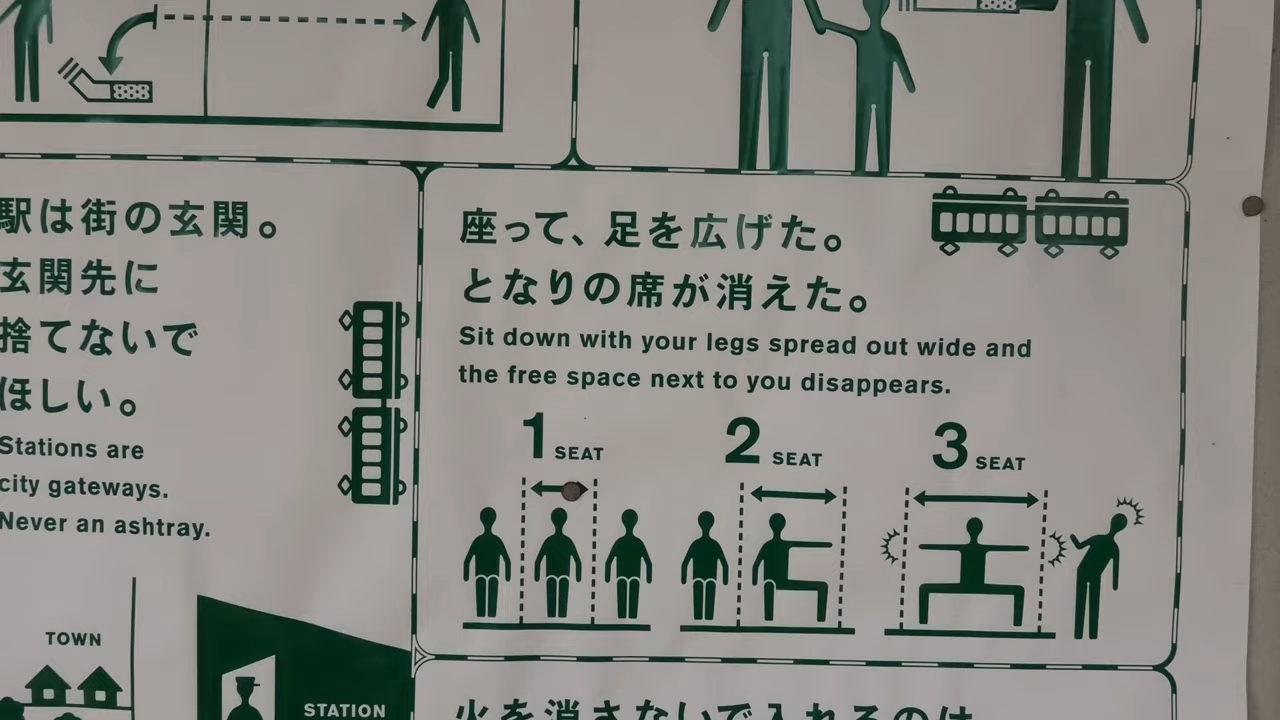 駅は街の玄関。
玄関先に
捨てないで
ほしい。
Stations are
city gateways.
Never an ashtray.
TOWN
STATION
座って、足を広げた。
となりの席が消えた。
Sit down with your legs spread out wide and
the free space next to you disappears.
1 SEAT
2 SEAT
3 SEAT
火を消さないで入れるのは